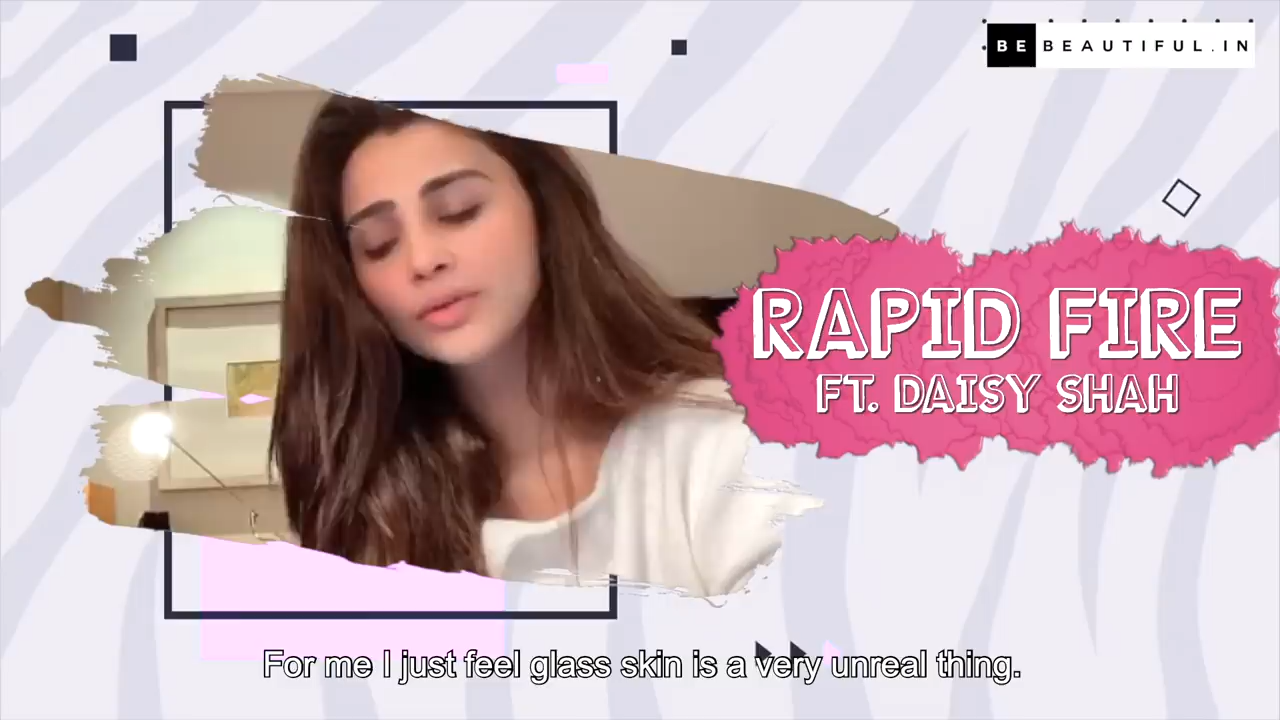 BE BEAUTIFUL.IN
RAPID FIRE
FT. DAISY SHAH
For me I just feel glass skin is a very unreal thing.